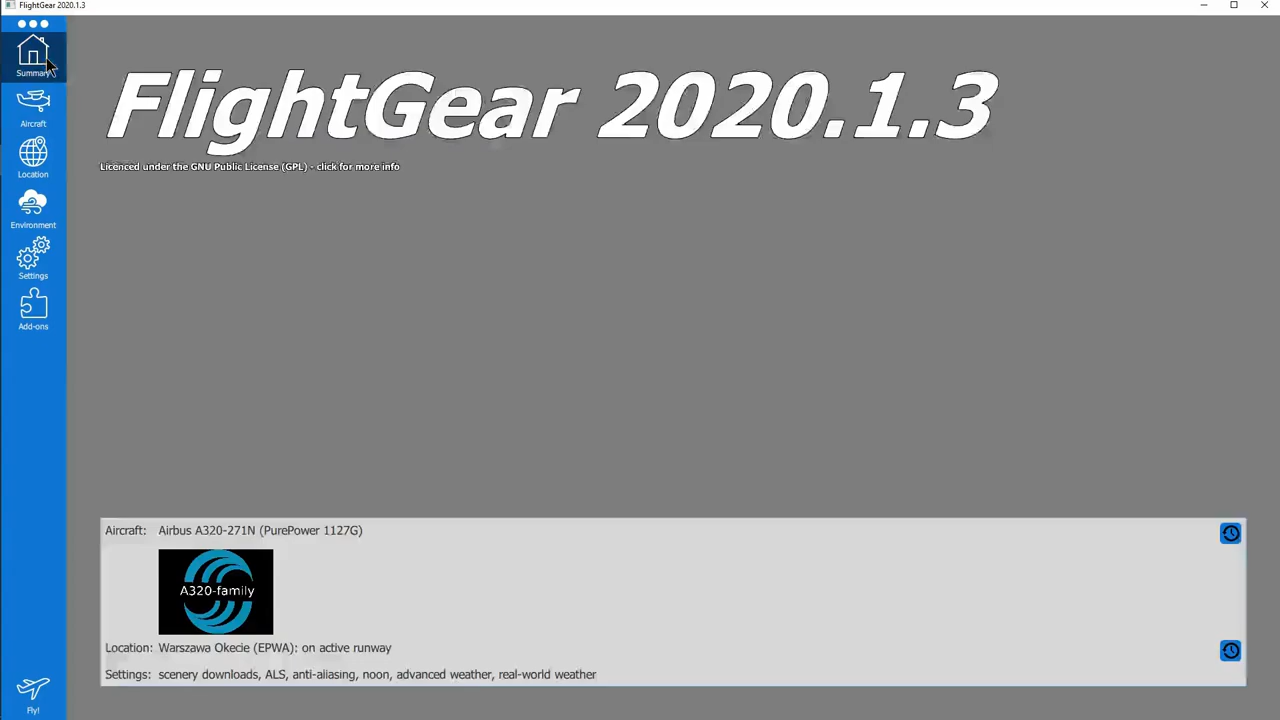 FlightGear 2020.1.3
Summary
Aircraft
Location
Environment
Settings
Add-ons
Fly!
FlightGear 2020.1.3
Licenced under the GNU Public License (GPL) - click for more info
Aircraft: Airbus A320-271N (PurePower 1127G)
A320-family
Location: Warszawa Okecie (EPWA): on active runway
Settings: scenery downloads, ALS, anti-aliasing, noon, advanced weather, real-world weather